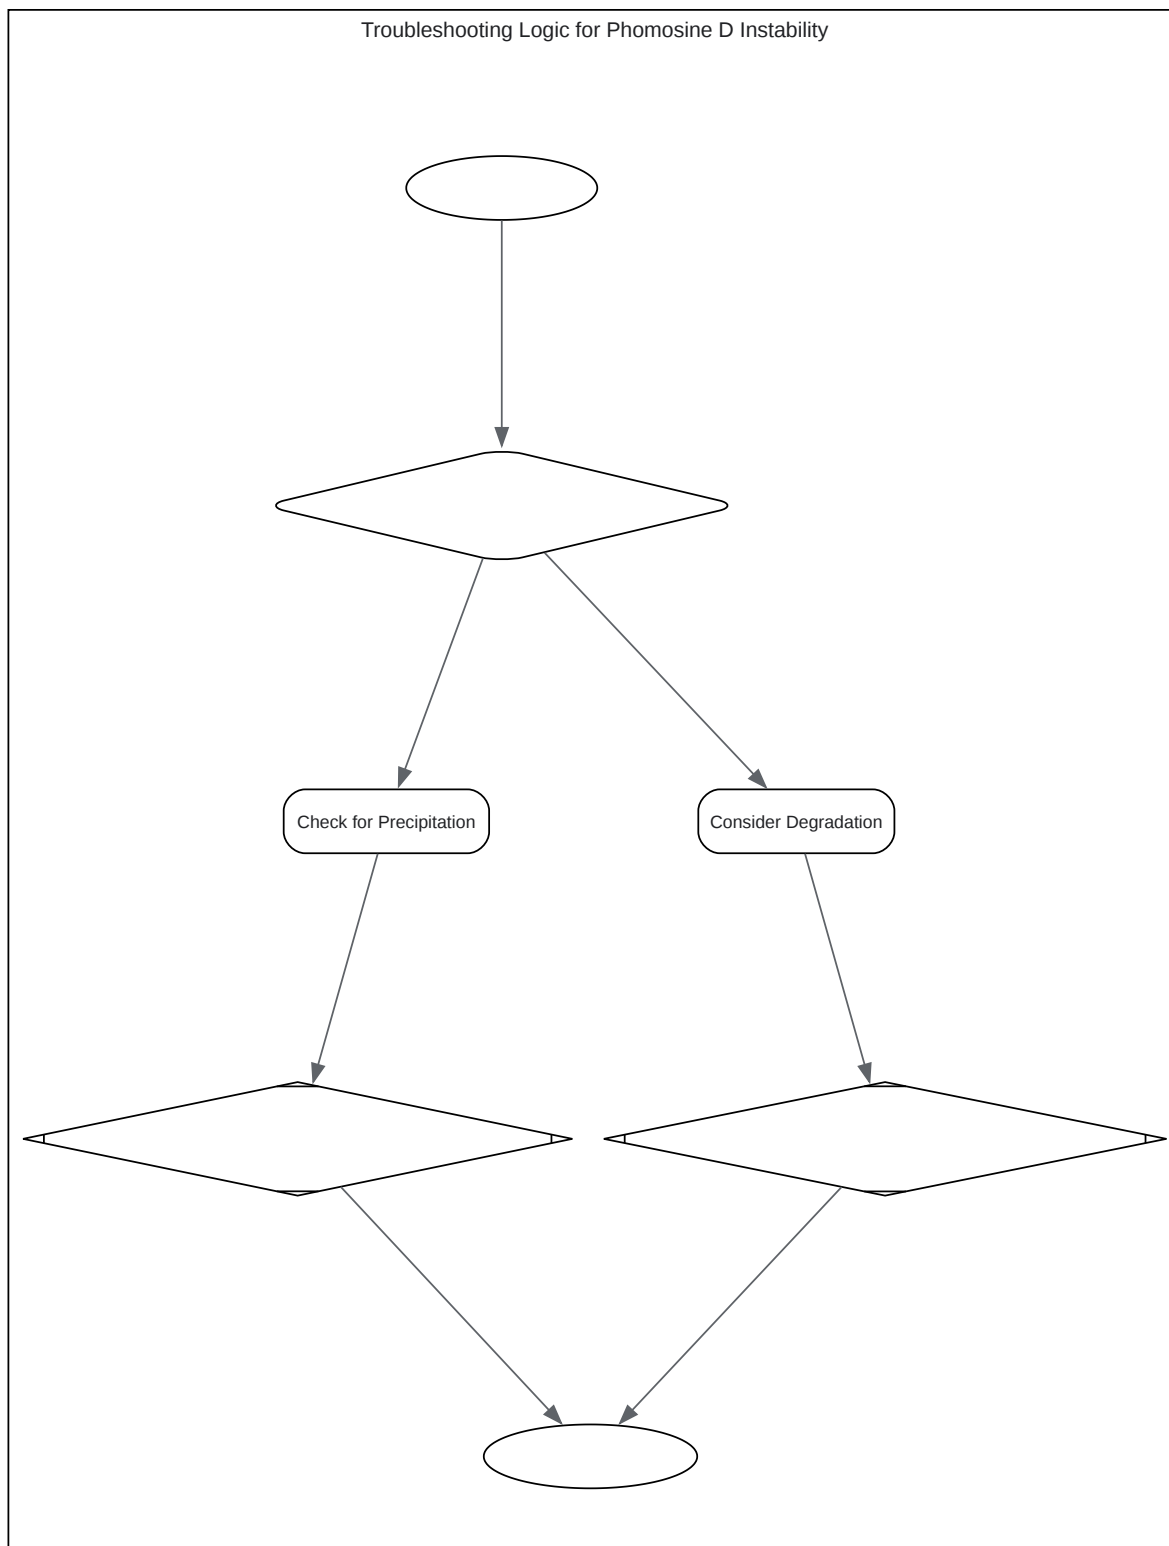 Troubleshooting Logic for Phomosine D Instability
Check for Precipitation
Consider Degradation